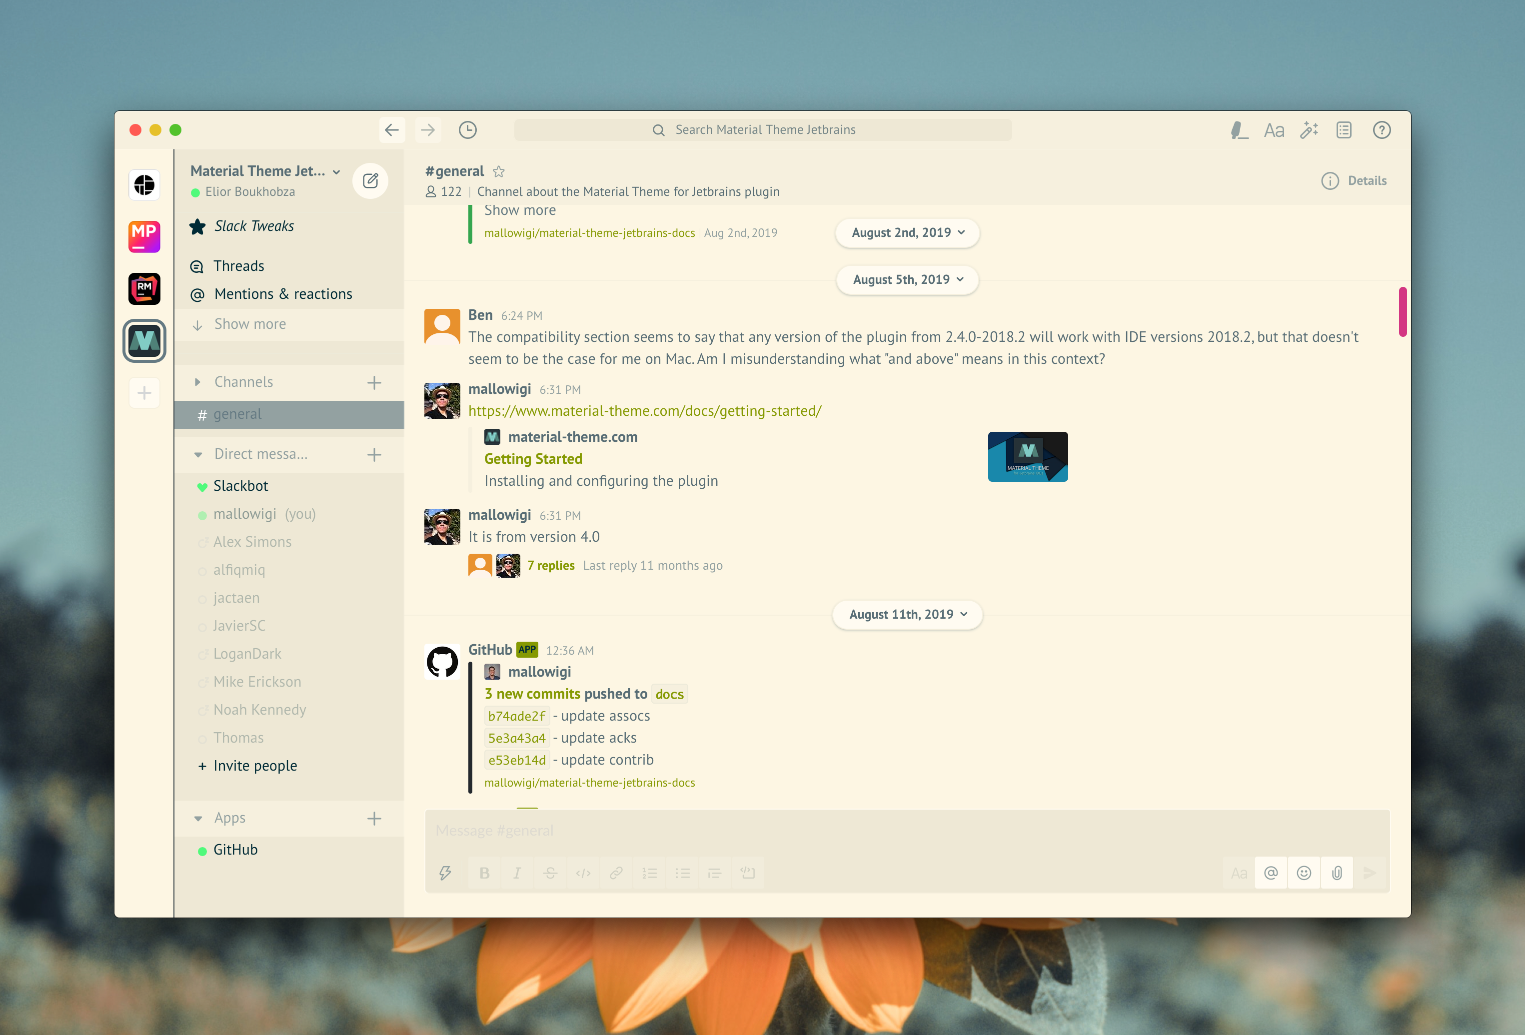 Search Material Theme Jetbrains
Aa
MP
RM
Material Theme Jet...
Elior Boukhobza
Slack Tweaks
Threads
Mentions & reactions
Show more
Channels
# general
Direct messa...
Slackbot
mallowigi (you)
Alex Simons
alfiqmiq
jactaen
JavierSC
LoganDark
Mike Erickson
Noah Kennedy
Thomas
+ Invite people
Apps
GitHub
#general
122 | Channel about the Material Theme for Jetbrains plugin
Details
Show more
mallowigi/material-theme-jetbrains-docs Aug 2nd, 2019
August 2nd, 2019
August 5th, 2019
Ben 6:24 PM
The compatibility section seems to say that any version of the plugin from 2.4.0-2018.2 will work with IDE versions 2018.2, but that doesn't
seem to be the case for me on Mac. Am I misunderstanding what "and above" means in this context?
mallowigi 6:31 PM
https://www.material-theme.com/docs/getting-started/
material-theme.com
Getting Started
Installing and configuring the plugin
MATERIAL THEME
mallowigi 6:31 PM
It is from version 4.0
7 replies Last reply 11 months ago
August 11th, 2019
GitHub APP 12:36 AM
mallowigi
3 new commits pushed to docs
b74ade2f - update assocs
5e3a43a4 - update acks
e53eb14d - update contrib
mallowigi/material-theme-jetbrains-docs
Message #general
B I S </> Aa @